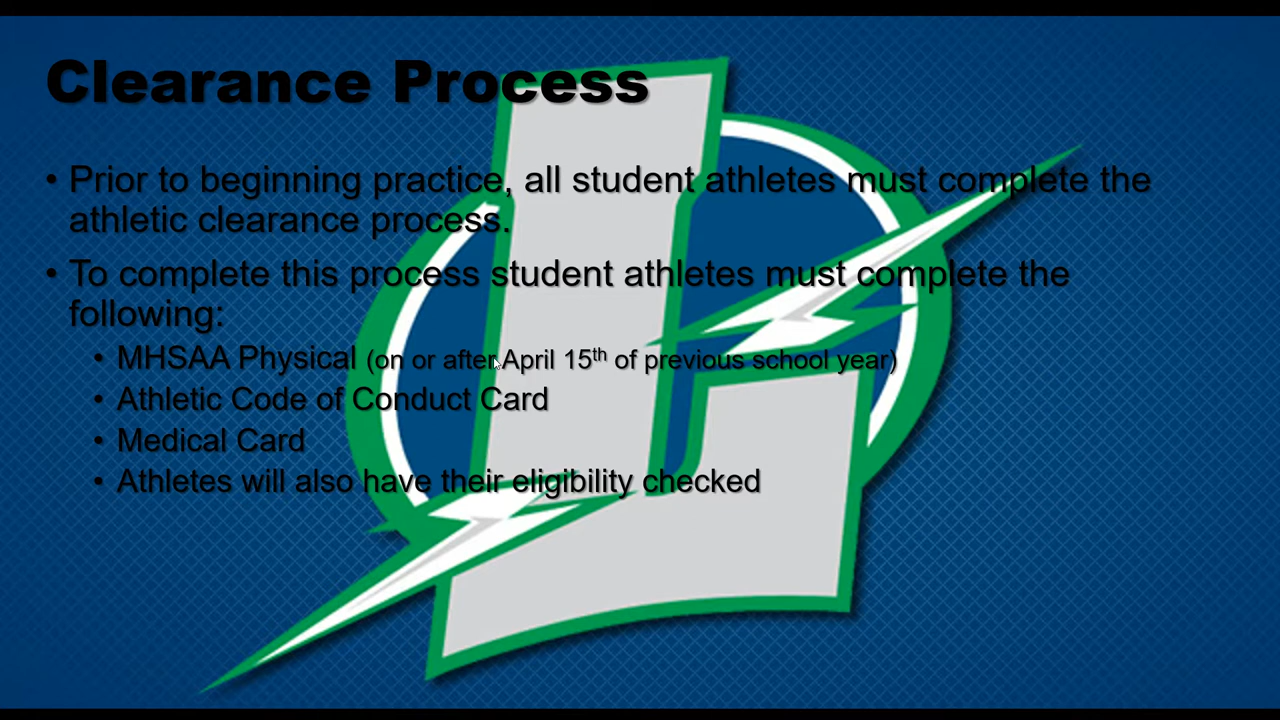 Clearance Process
• Prior to beginning practice, all student athletes must complete the
athletic clearance process.
• To complete this process student athletes must complete the
following:
• MHSAA Physical (on or after April 15th of previous school year)
• Athletic Code of Conduct Card
• Medical Card
• Athletes will also have their eligibility checked